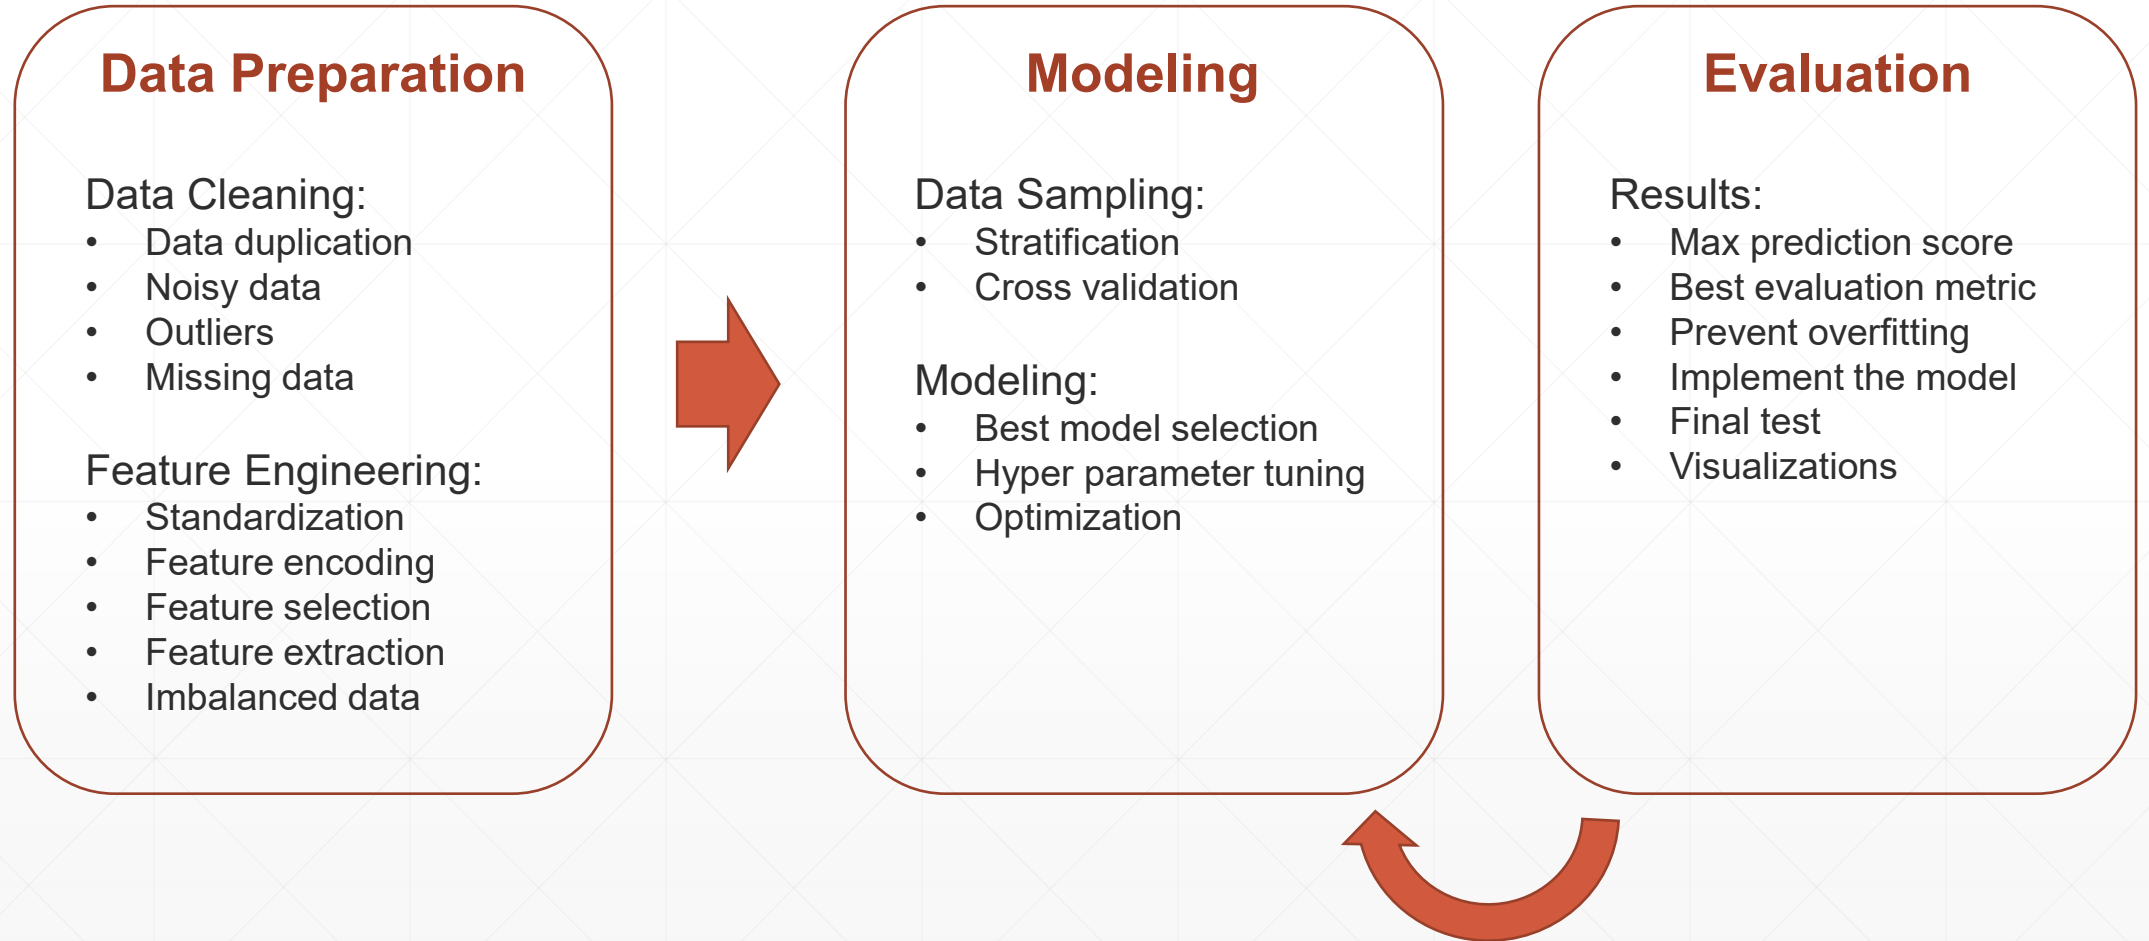 Data Preparation
Data Cleaning:
• Data duplication
• Noisy data
• Outliers
• Missing data
Feature Engineering:
• Standardization
• Feature encoding
• Feature selection
• Feature extraction
• Imbalanced data
Modeling
Data Sampling:
• Stratification
• Cross validation
Modeling:
• Best model selection
• Hyper parameter tuning
• Optimization
Evaluation
Results:
• Max prediction score
• Best evaluation metric
• Prevent overfitting
• Implement the model
• Final test
• Visualizations